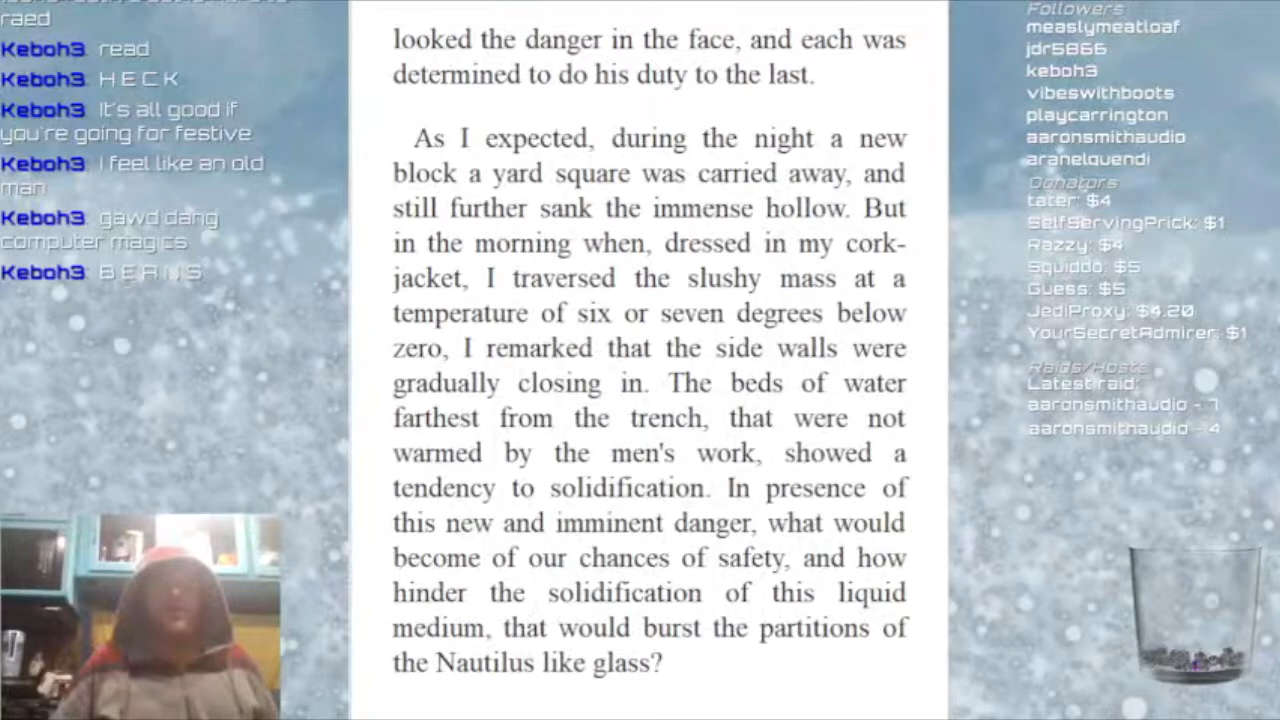 raed
Keboh3: read
Keboh3: H E C K
Keboh3: It's all good if
you're going for festive
Keboh3: I feel like an old
man
Keboh3: gawd dang
computer magics
Keboh3: B E A N S
looked the danger in the face, and each was
determined to do his duty to the last.
As I expected, during the night a new
block a yard square was carried away, and
still further sank the immense hollow. But
in the morning when, dressed in my cork-
jacket, I traversed the slushy mass at a
temperature of six or seven degrees below
zero, I remarked that the side walls were
gradually closing in. The beds of water
farthest from the trench, that were not
warmed by the men's work, showed a
tendency to solidification. In presence of
this new and imminent danger, what would
become of our chances of safety, and how
hinder the solidification of this liquid
medium, that would burst the partitions of
the Nautilus like glass?
Followers
measlymeatloaf
jdr5866
keboh3
vibeswithboots
playcarrington
aaronsmithaudio
aranelquendi
Donators
tater: $4
SelfServingPrick: $1
Razzy: $4
Squiddo: $5
Guess: $5
JediProxy: $4.20
YourSecretAdmirer: $1
Raids/Hosts
Latest raid:
aaronsmithaudio - 7
aaronsmithaudio - 4